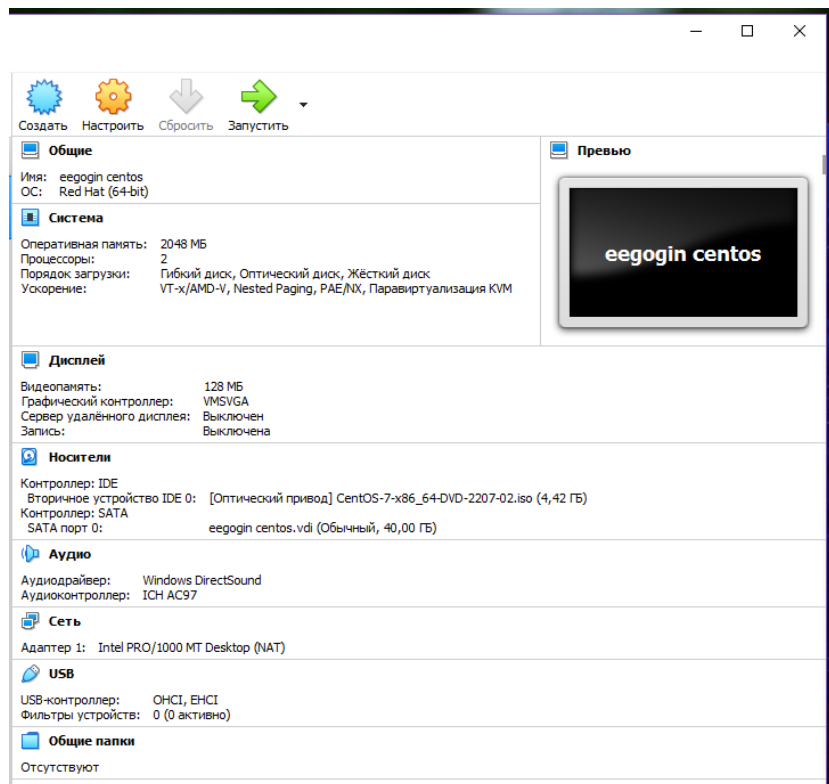 Создать Настроить Сбросить Запустить
Общие
Имя: eegogin centos
ОС: Red Hat (64-bit)
Система
Оперативная память: 2048 МБ
Процессоры: 2
Порядок загрузки: Гибкий диск, Оптический диск, Жёсткий диск
Ускорение: VT-x/AMD-V, Nested Paging, PAE/NX, Паравиртуализация KVM
Превью
eegogin centos
Дисплей
Видеопамять: 128 МБ
Графический контроллер: VMSVGA
Сервер удалённого дисплея: Выключен
Запись: Выключена
Носители
Контроллер: IDE
Вторичное устройство IDE 0: [Оптический привод] CentOS-7-x86_64-DVD-2207-02.iso (4,42 ГБ)
Контроллер: SATA
SATA порт 0: eegogin centos.vdi (Обычный, 40,00 ГБ)
Аудио
Аудиодрайвер: Windows DirectSound
Аудиоконтроллер: ICH AC97
Сеть
Адаптер 1: Intel PRO/1000 MT Desktop (NAT)
USB
USB-контроллер: OHCI, EHCI
Фильтры устройств: 0 (0 активно)
Общие папки
Отсутствуют